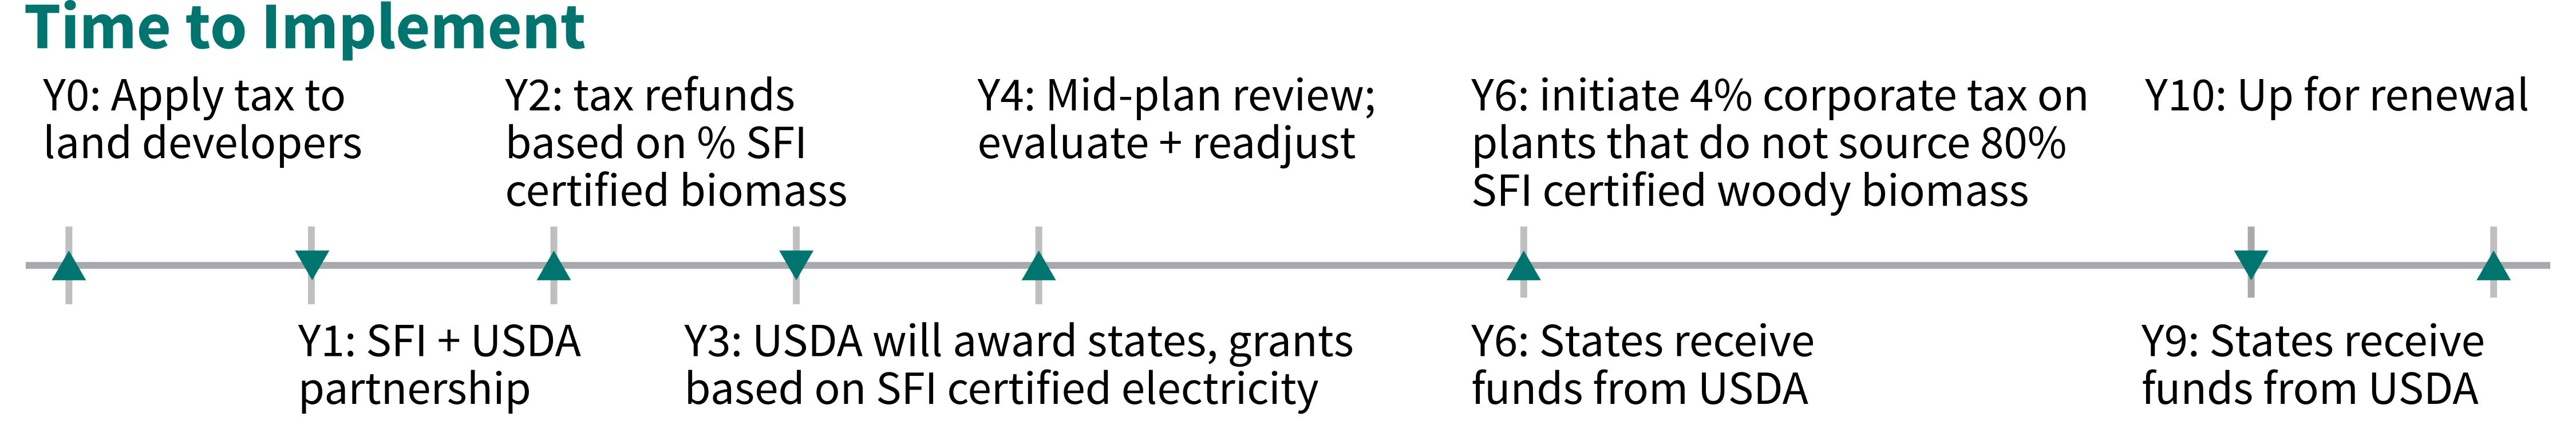 Time to Implement
Y0: Apply tax to
land developers
Y2: tax refunds
based on % SFI
certified biomass
Y4: Mid-plan review;
evaluate + readjust
Y6: initiate 4% corporate tax on
plants that do not source 80%
SFI certified woody biomass
Y10: Up for renewal
Y1: SFI + USDA
partnership
Y3: USDA will award states, grants
based on SFI certified electricity
Y6: States receive
funds from USDA
Y9: States receive
funds from USDA